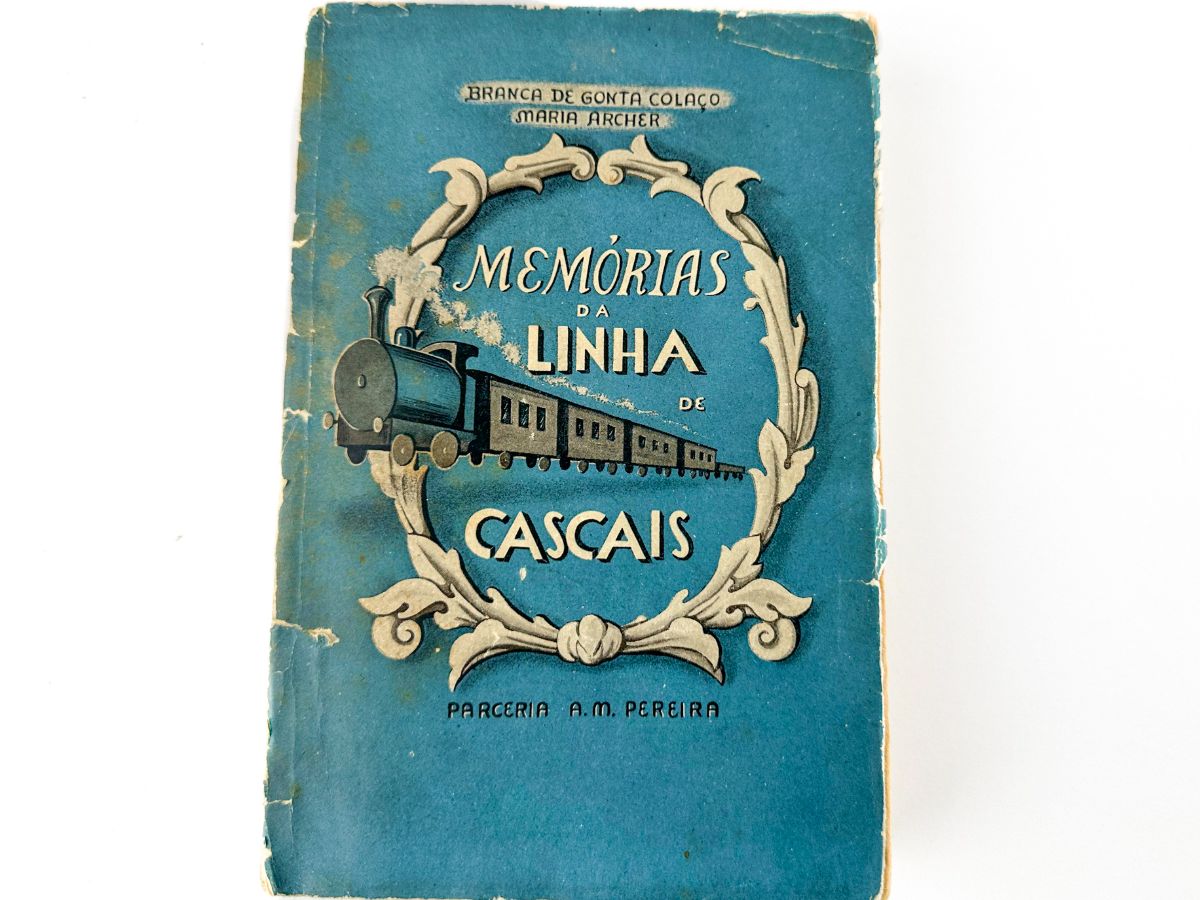 BRANCA DE GONTA COLAÇO
MARIA ARCHER
MEMÓRIAS
DA
LINHA
DE
CASCAIS
PARCERIA A.M. PEREIRA